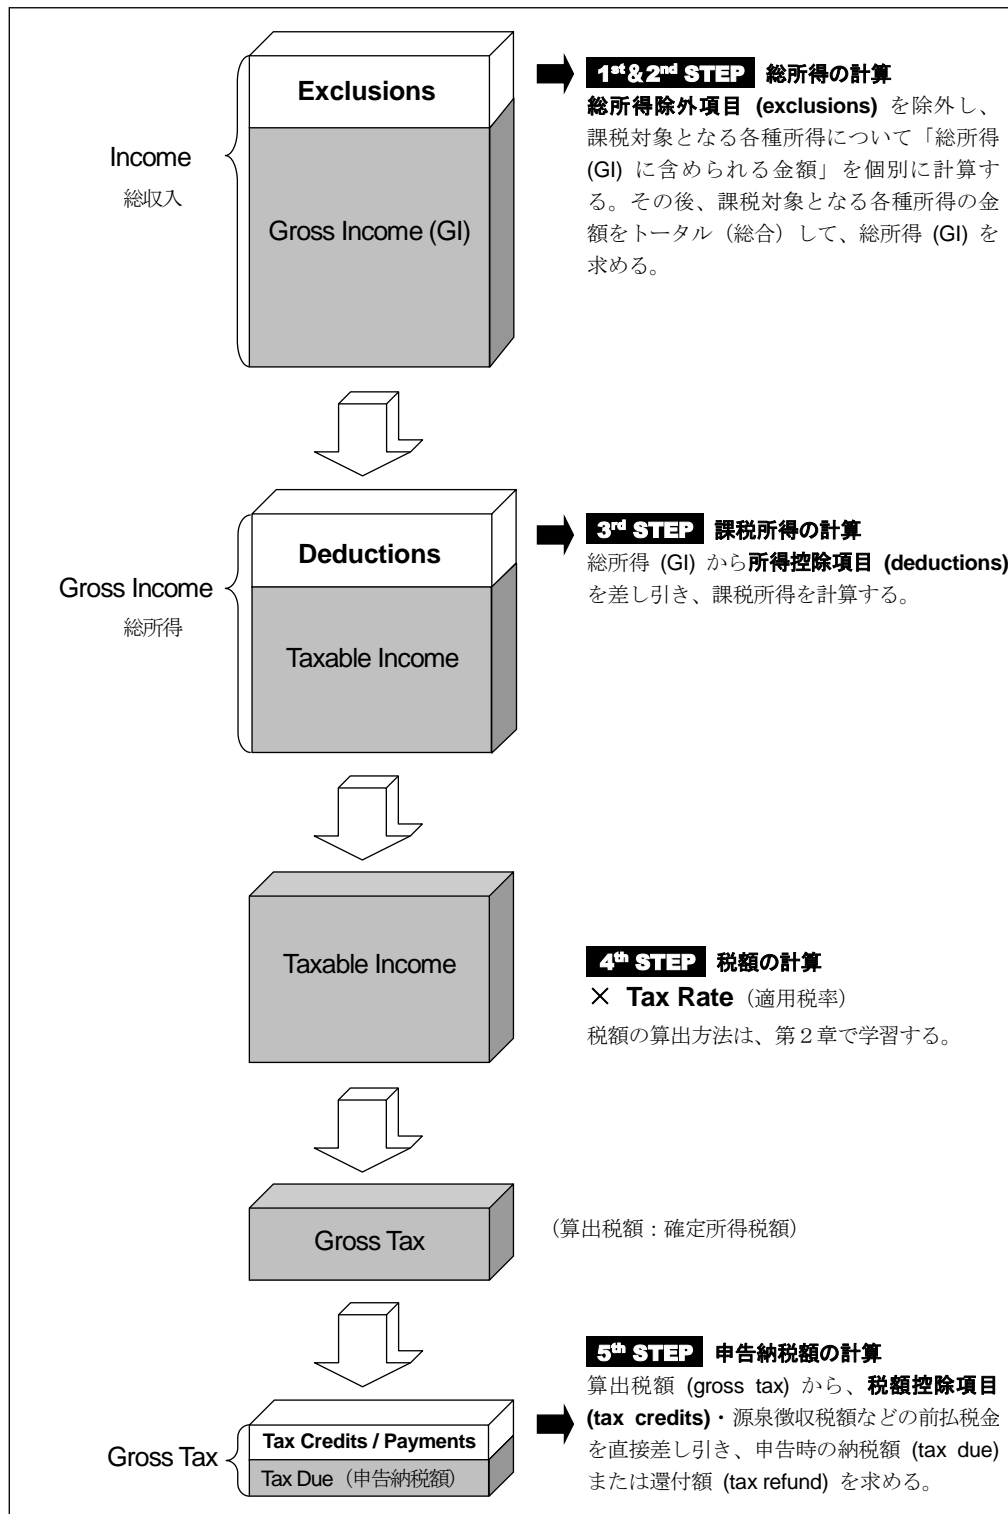 Exclusions
Income
総収入
Gross Income (GI)
1st&2nd STEP 総所得の計算
総所得除外項目 (exclusions) を除外し、
課税対象となる各種所得について「総所得
(GI) に含められる金額」を個別に計算す
る。その後、課税対象となる各種所得の金
額をトータル（総合）して、総所得 (GI) を
求める。
Deductions
Gross Income
総所得
Taxable Income
3rd STEP 課税所得の計算
総所得 (GI) から所得控除項目 (deductions)
を差し引き、課税所得を計算する。
Taxable Income
4th STEP 税額の計算
× Tax Rate（適用税率）
税額の算出方法は、第２章で学習する。
Gross Tax
（算出税額：確定所得税額）
Gross Tax
Tax Credits / Payments
Tax Due（申告納税額）
5th STEP 申告納税額の計算
算出税額 (gross tax) から、税額控除項目
(tax credits)・源泉徴収税額などの前払税金
を直接差し引き、申告時の納税額 (tax due)
または還付額 (tax refund) を求める。